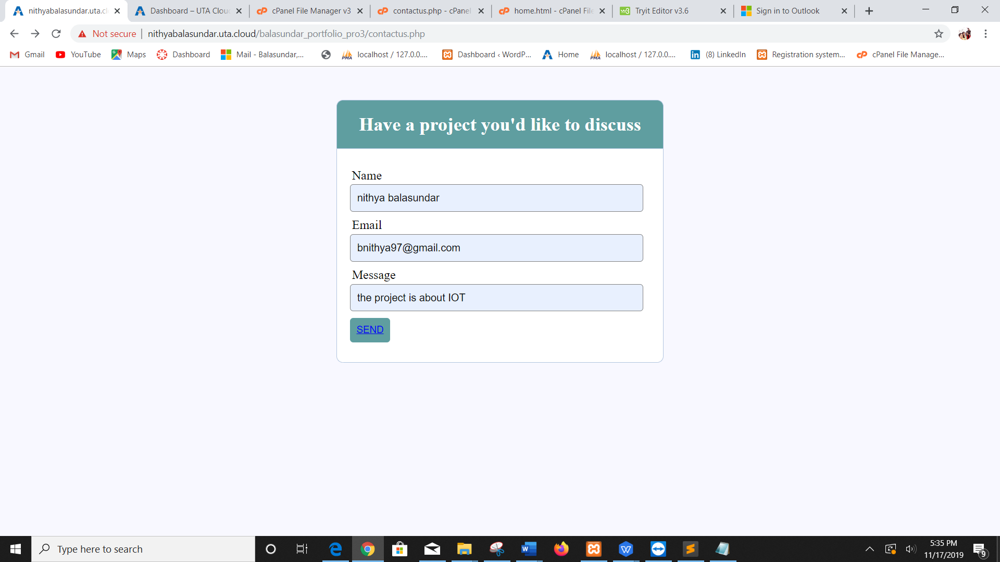 nithyabalasundar.uta.cl
Dashboard – UTA Clou
cPanel File Manager v3
contactus.php - cPanel
home.html - cPanel File
Tryit Editor v3.6
Sign in to Outlook
Not secure
nithyabalasundar.uta.cloud/balasundar_portfolio_pro3/contactus.php
Gmail
YouTube
Maps
Dashboard
Mail - Balasundar,...
localhost / 127.0.0....
Dashboard ‹ WordP...
Home
localhost / 127.0.0....
(8) LinkedIn
Registration system...
cPanel File Manage...
Have a project you'd like to discuss
Name
nithya balasundar
Email
bnithya97@gmail.com
Message
the project is about IOT
SEND
Type here to search
5:35 PM
11/17/2019
9